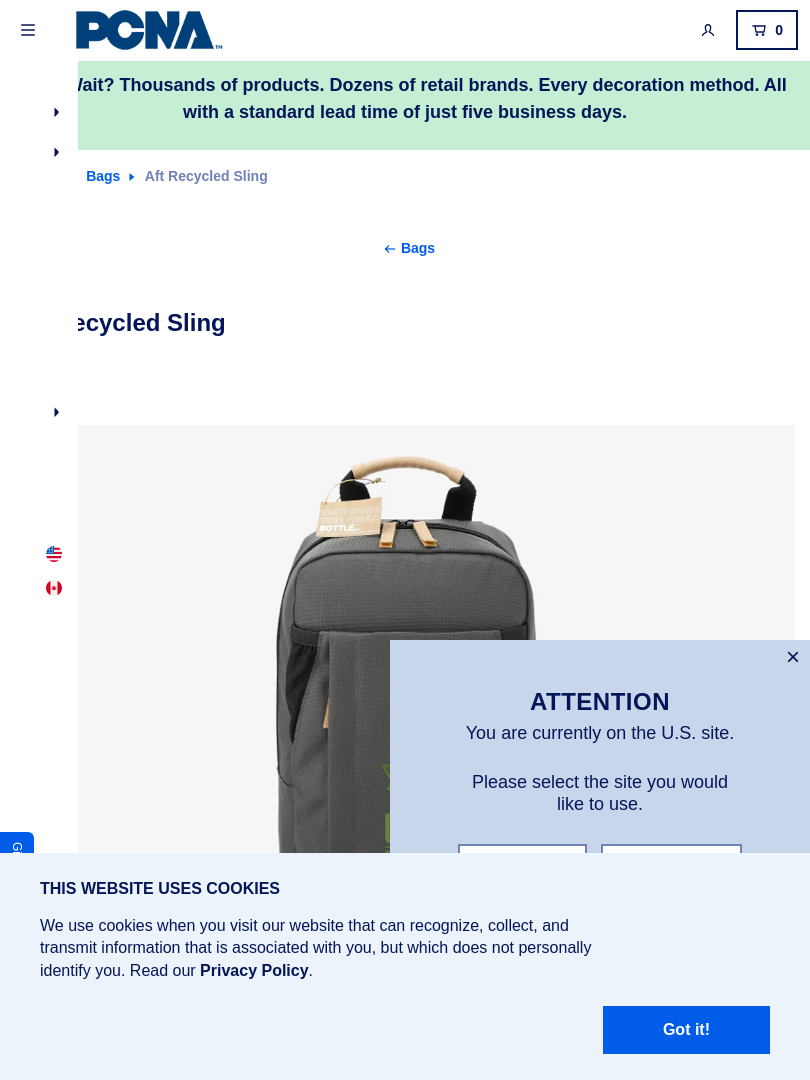 PCNA™
0
Wait? Thousands of products. Dozens of retail brands. Every decoration method. All
with a standard lead time of just five business days.
Bags
Aft Recycled Sling
Bags
ecycled Sling
BOTTLE...
ATTENTION
You are currently on the U.S. site.
Please select the site you would
like to use.
THIS WEBSITE USES COOKIES
We use cookies when you visit our website that can recognize, collect, and
transmit information that is associated with you, but which does not personally
identify you. Read our Privacy Policy.
Got it!